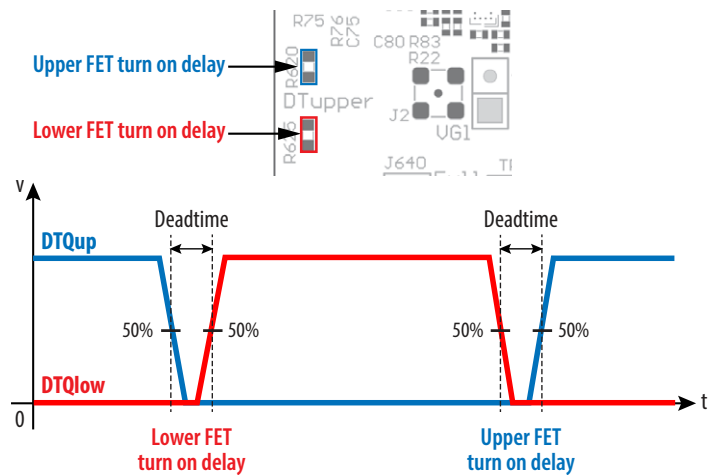 R75
R76
C75
C80 R83
R22
R620
Upper FET turn on delay
DTupper
Lower FET turn on delay
J2
VG1
R625
J640
V
Deadtime
Deadtime
DTQup
50%
50%
50%
50%
DTQlow
0
t
Lower FET
turn on delay
Upper FET
turn on delay